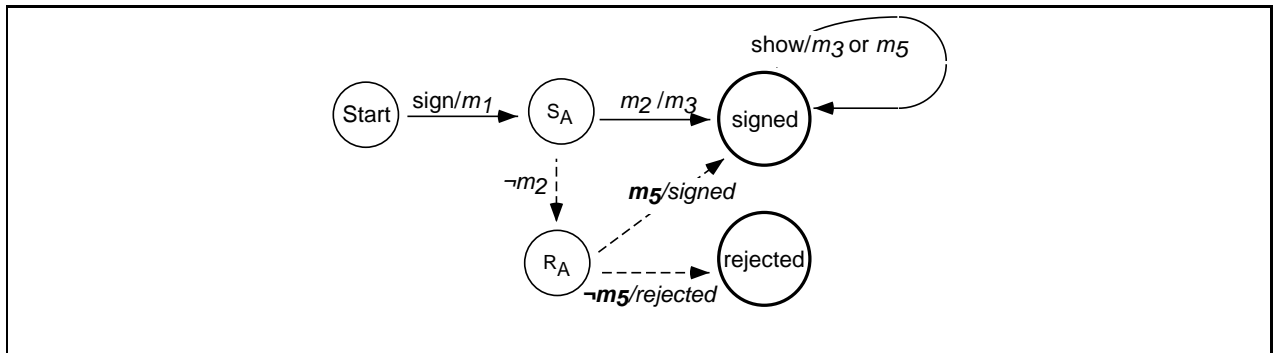 show/m3 or m5
sign/m1
m2 /m3
Start
SA
signed
¬m2
m5/signed
RA
rejected
¬m5/rejected